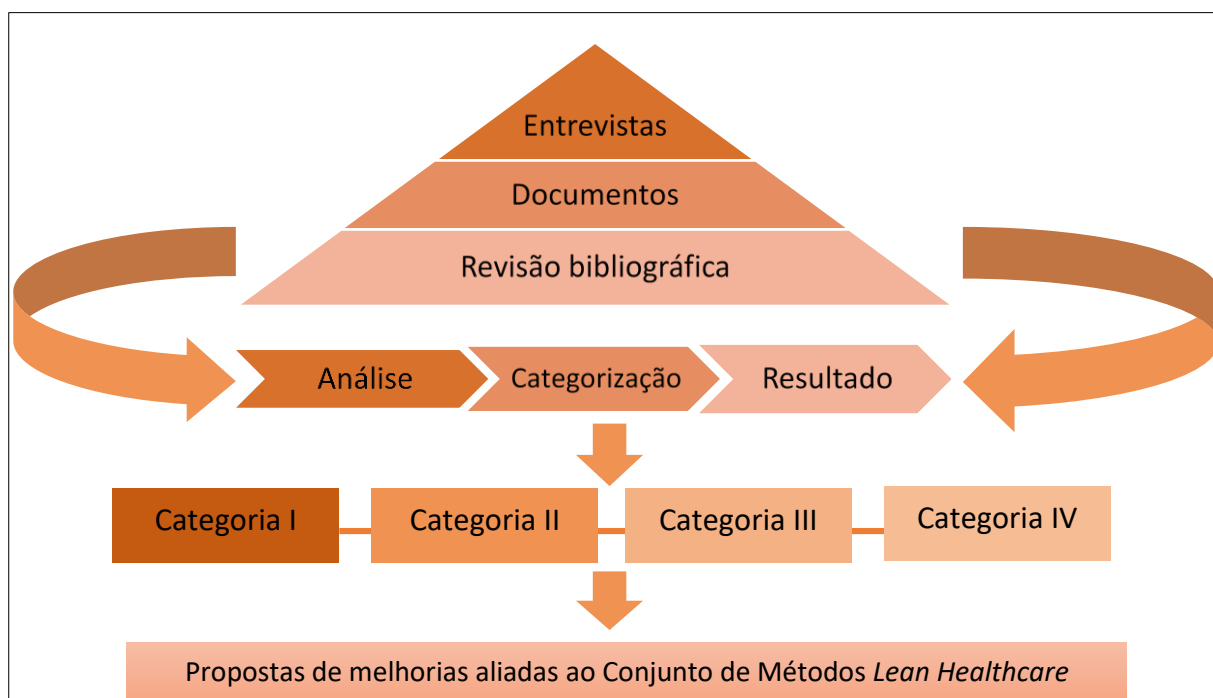 Entrevistas
Documentos
Revisão bibliográfica
Análise
Categorização
Resultado
Categoria I
Categoria II
Categoria III
Categoria IV
Propostas de melhorias aliadas ao Conjunto de Métodos Lean Healthcare